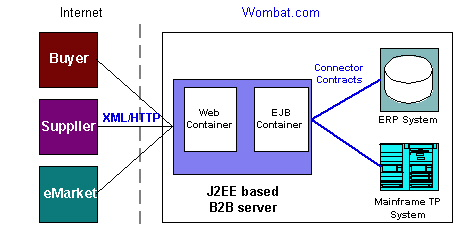 Internet
Wombat.com
Buyer
Supplier
eMarket
XML/HTTP
Web
Container
EJB
Container
J2EE based
B2B server
Connector
Contracts
ERP System
Mainframe TP
System